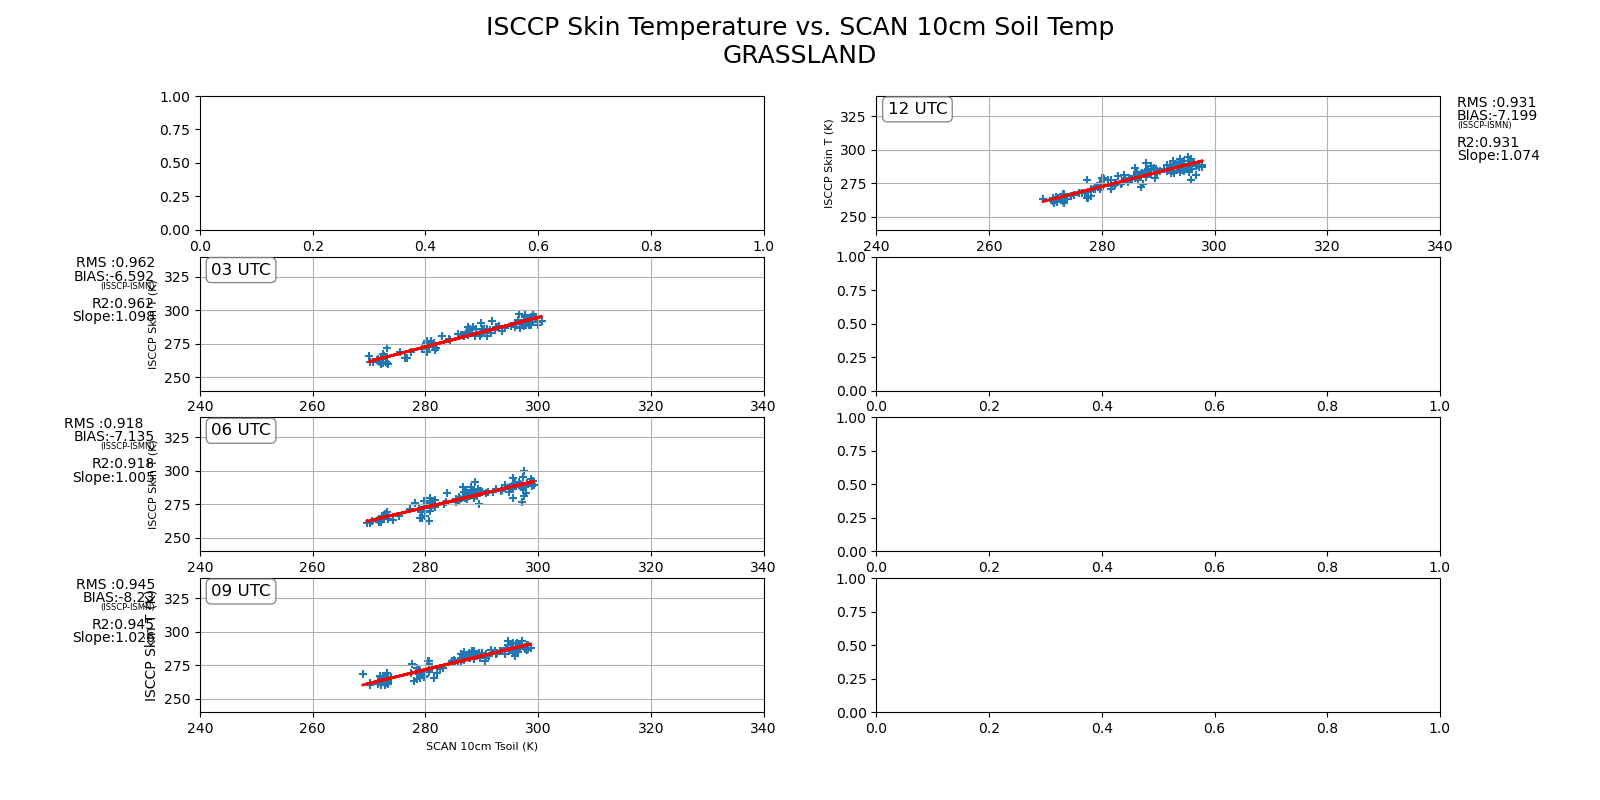 ISCCP Skin Temperature vs. SCAN 10cm Soil Temp
GRASSLAND
1.00
0.75
0.50
0.25
0.00
0.0 0.2 0.4 0.6 0.8 1.0
12 UTC
ISCCP Skin T (K)
325
300
275
250
240 260 280 300 320 340
RMS :0.931
BIAS:-7.199
(ISSCP-ISMN)
R2:0.931
Slope:1.074
RMS :0.962
BIAS:-6.592
(ISSCP-ISMN)
R2:0.962
Slope:1.098
ISCCP Skin T (K)
03 UTC
325
300
275
250
240 260 280 300 320 340
1.00
0.75
0.50
0.25
0.00
0.0 0.2 0.4 0.6 0.8 1.0
RMS :0.918
BIAS:-7.135
(ISSCP-ISMN)
R2:0.918
Slope:1.005
ISCCP Skin T (K)
06 UTC
325
300
275
250
240 260 280 300 320 340
1.00
0.75
0.50
0.25
0.00
0.0 0.2 0.4 0.6 0.8 1.0
RMS :0.945
(ISSCP-ISMN)
R2:0.945
ISCCP Skin T (K)
09 UTC
325
300
275
250
240 260 280 300 320 340
SCAN 10cm Tsoil (K)
1.00
0.75
0.50
0.25
0.00
0.0 0.2 0.4 0.6 0.8 1.0